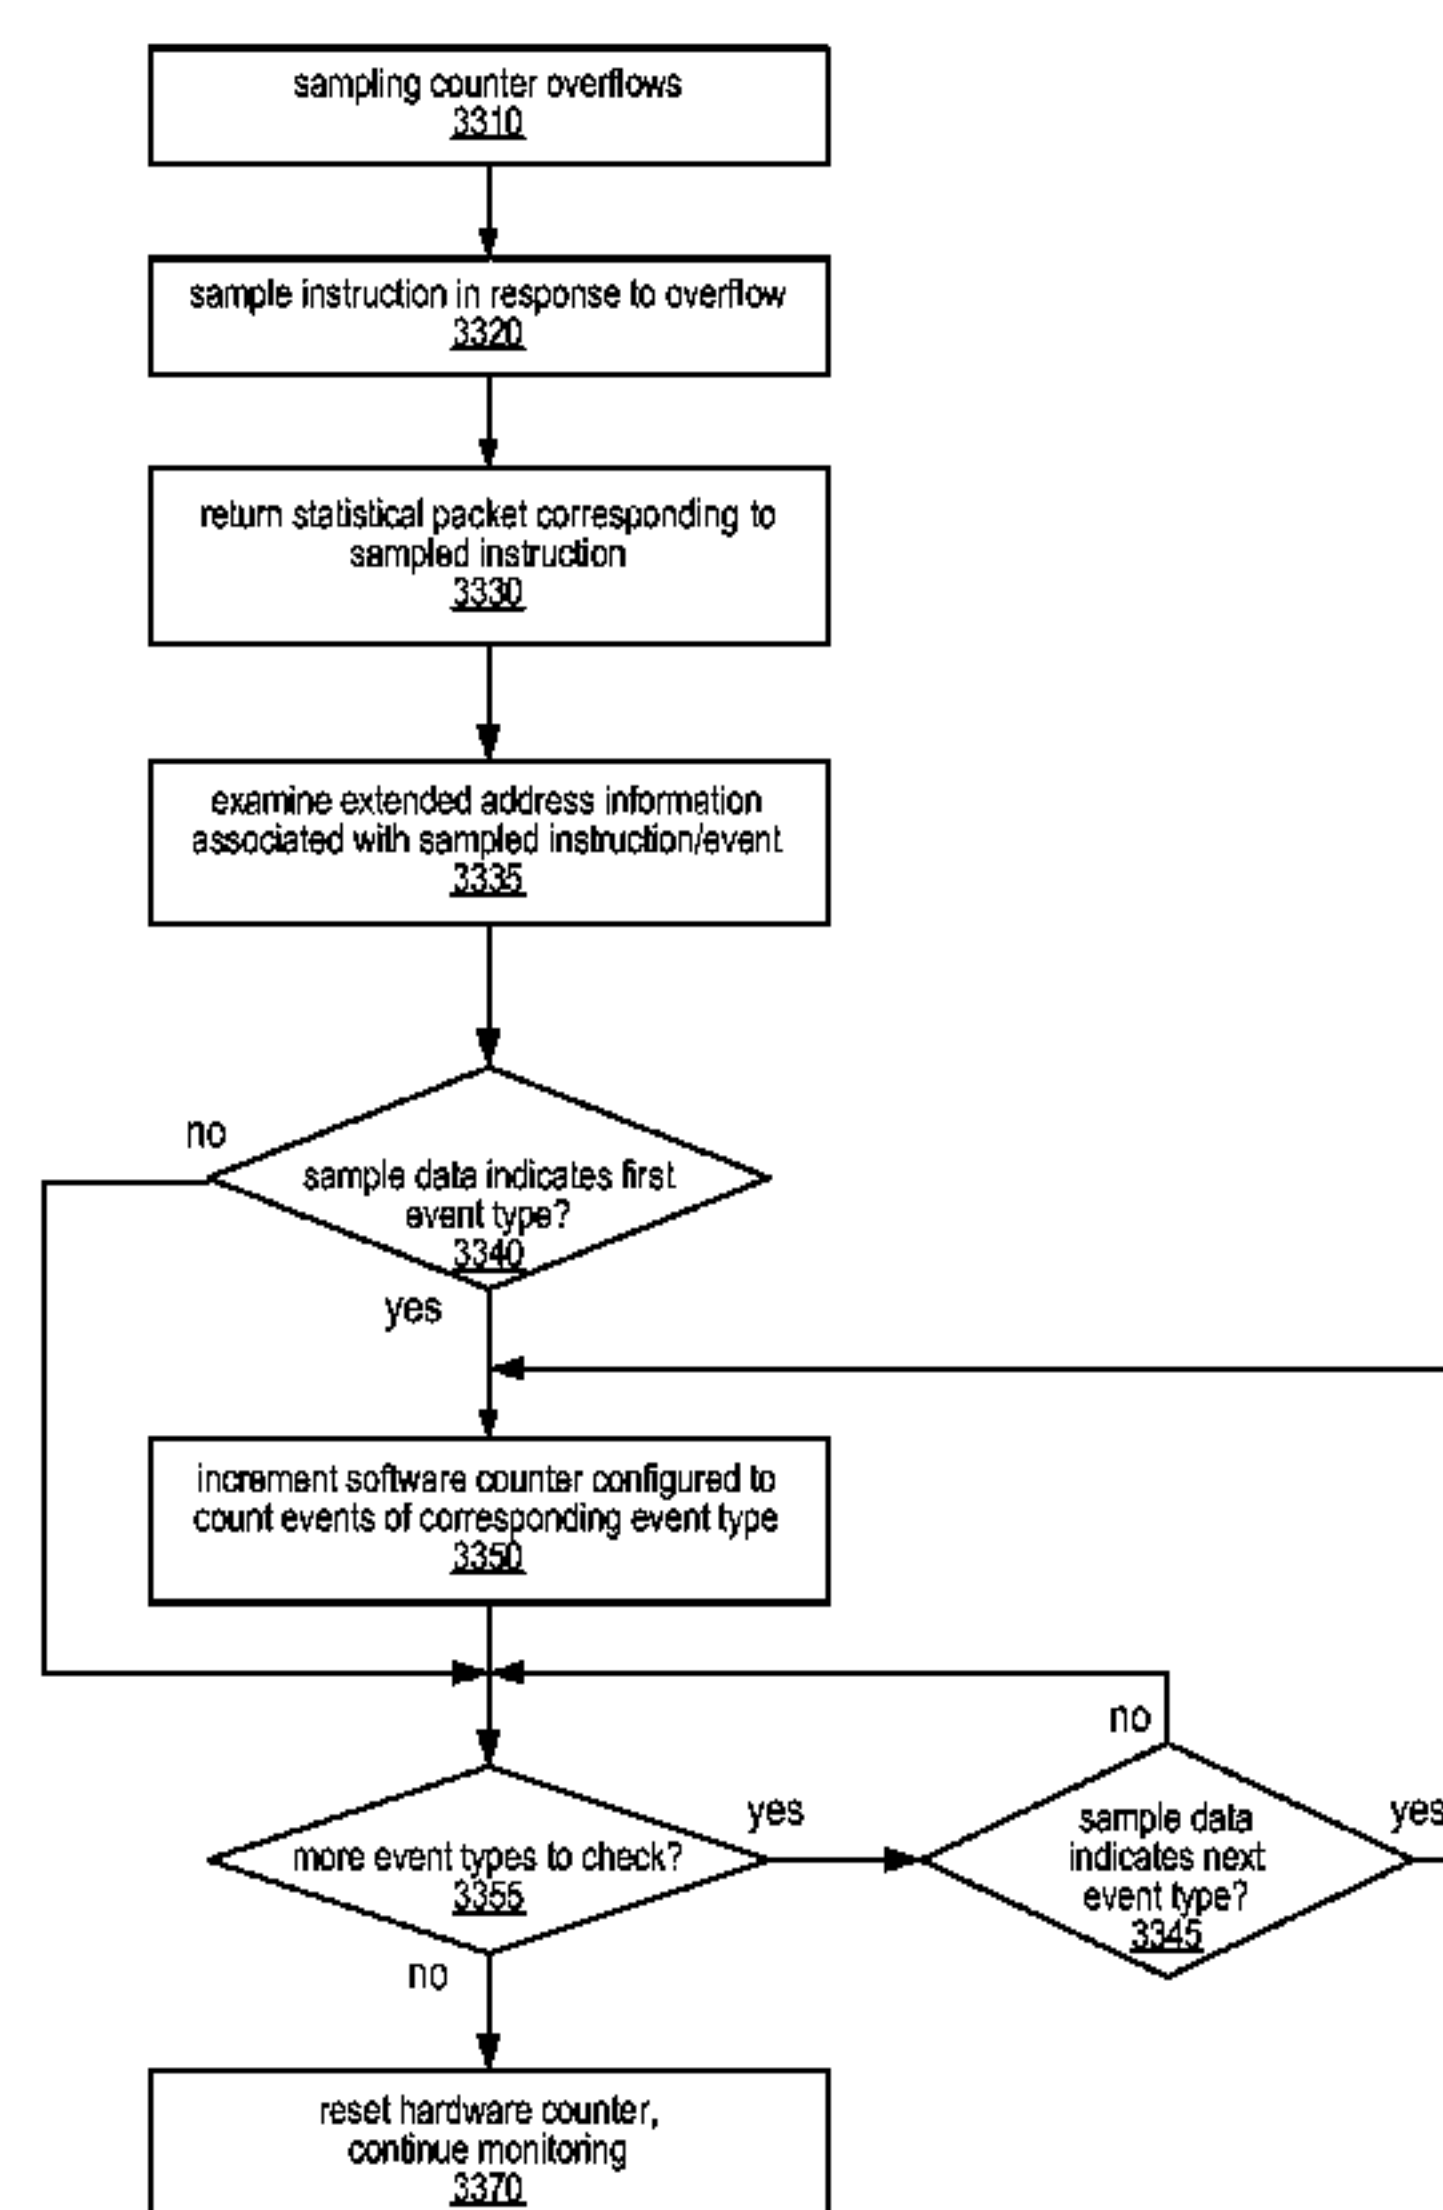 sampling counter overflows
3310
sample instruction in response to overflow
3320
return statistical packet corresponding to
sampled instruction
3330
examine extended address information
associated with sampled instruction/event
3335
no
sample data indicates first
event type?
3340
yes
increment software counter configured to
count events of corresponding event type
3350
no
yes
yes
more event types to check?
3355
sample data
indicates next
event type?
3345
no
reset hardware counter,
continue monitoring
3370